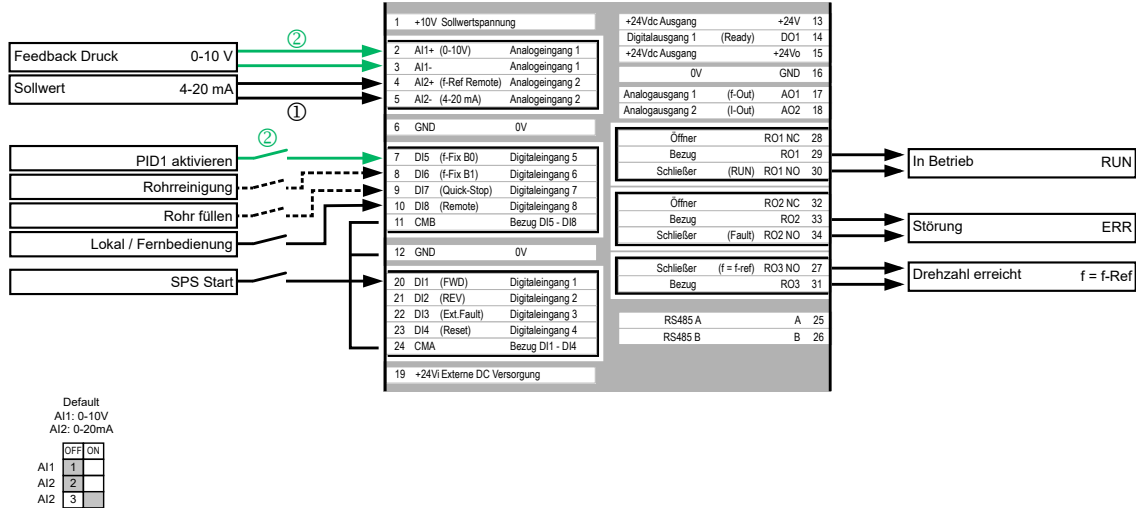 Feedback Druck 0-10 V
Sollwert 4-20 mA
②
①
②
PID1 aktivieren
Rohrreinigung
Rohr füllen
Lokal / Fernbedienung
SPS Start
1 +10V Sollwertspannung
2 AI1+ (0-10V) Analogeingang 1
3 AI1- Analogeingang 1
4 AI2+ (f-Ref Remote) Analogeingang 2
5 AI2- (4-20 mA) Analogeingang 2
6 GND 0V
7 DI5 (f-Fix B0) Digitaleingang 5
8 DI6 (f-Fix B1) Digitaleingang 6
9 DI7 (Quick-Stop) Digitaleingang 7
10 DI8 (Remote) Digitaleingang 8
11 CMB Bezug DI5 - DI8
12 GND 0V
20 DI1 (FWD) Digitaleingang 1
21 DI2 (REV) Digitaleingang 2
22 DI3 (Ext.Fault) Digitaleingang 3
23 DI4 (Reset) Digitaleingang 4
24 CMA Bezug DI1 - DI4
19 +24Vi Externe DC Versorgung
+24Vdc Ausgang +24V 13
Digitalausgang 1 (Ready) DO1 14
+24Vdc Ausgang +24Vo 15
0V GND 16
Analogausgang 1 (f-Out) AO1 17
Analogausgang 2 (I-Out) AO2 18
Öffner RO1 NC 28
Bezug RO1 29
Schließer (RUN) RO1 NO 30
Öffner RO2 NC 32
Bezug RO2 33
Schließer (Fault) RO2 NO 34
Schließer (f = f-ref) RO3 NO 27
Bezug RO3 31
RS485 A A 25
RS485 B B 26
In Betrieb RUN
Störung ERR
Drehzahl erreicht f = f-Ref
Default
AI1: 0-10V
AI2: 0-20mA
OFF ON
AI1 1
AI2 2
AI2 3